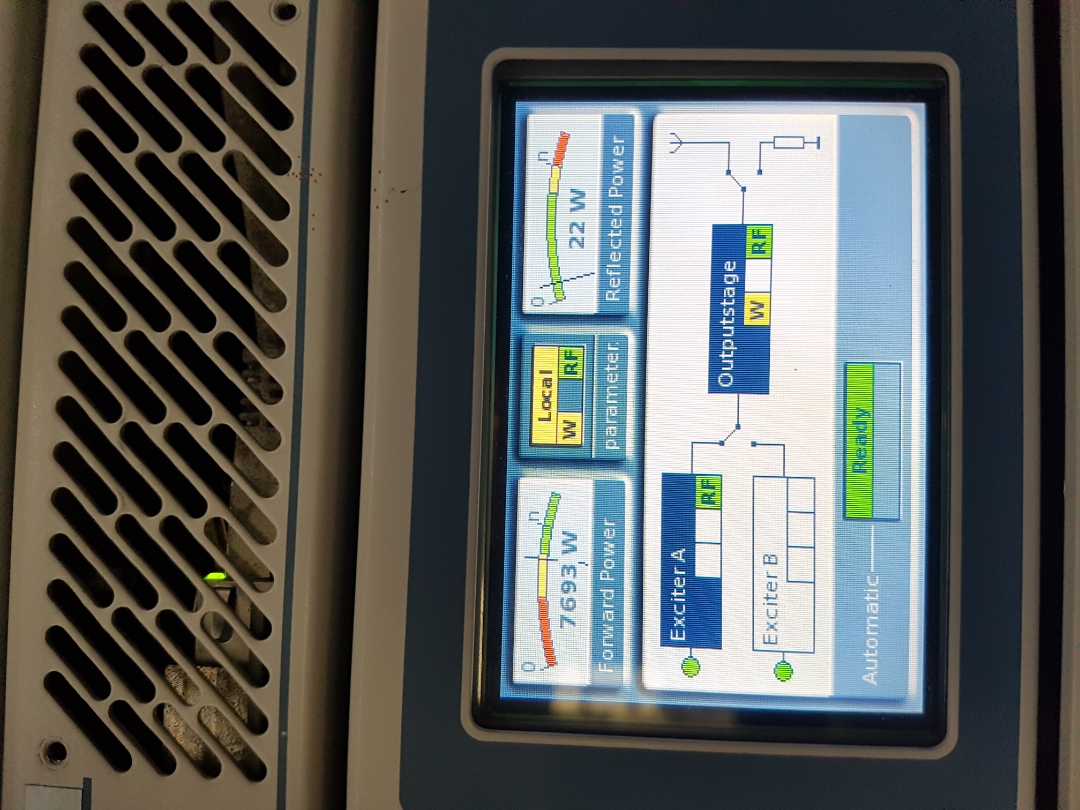 0 n
7693 W
Forward Power
Local
W RF
parameter.
0 n
22 W
Reflected Power
Exciter A
RF
Outputstage
W RF
Exciter B
Automatic
Ready